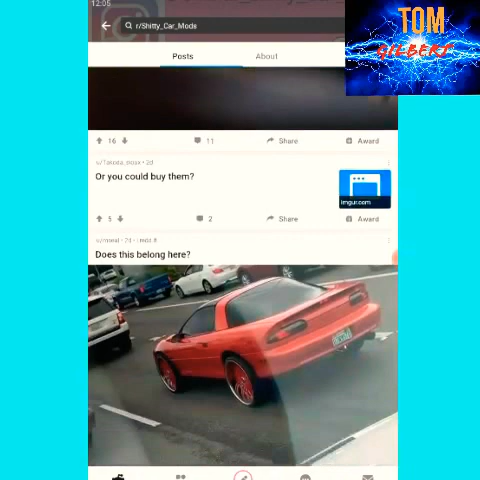 12:05
TOM
GILBERT
r/Shitty_Car_Mods
Posts
About
16
11
Share
Award
Or you could buy them?
imgur.com
5
2
Share
Award
Does this belong here?